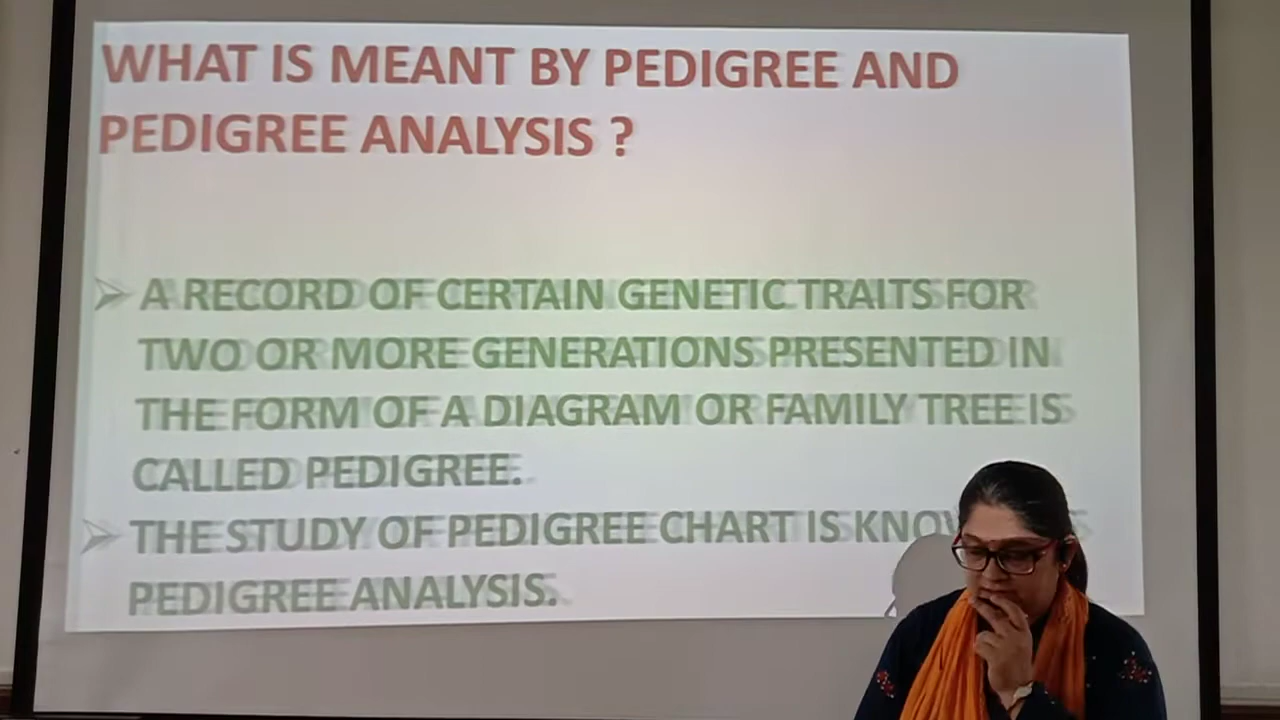 WHAT IS MEANT BY PEDIGREE AND
PEDIGREE ANALYSIS ?
A RECORD OF CERTAIN GENETIC TRAITS FOR
TWO OR MORE GENERATIONS PRESENTED IN
THE FORM OF A DIAGRAM OR FAMILY TREE IS
CALLED PEDIGREE.
THE STUDY OF PEDIGREE CHART IS
PEDIGREE ANALYSIS.